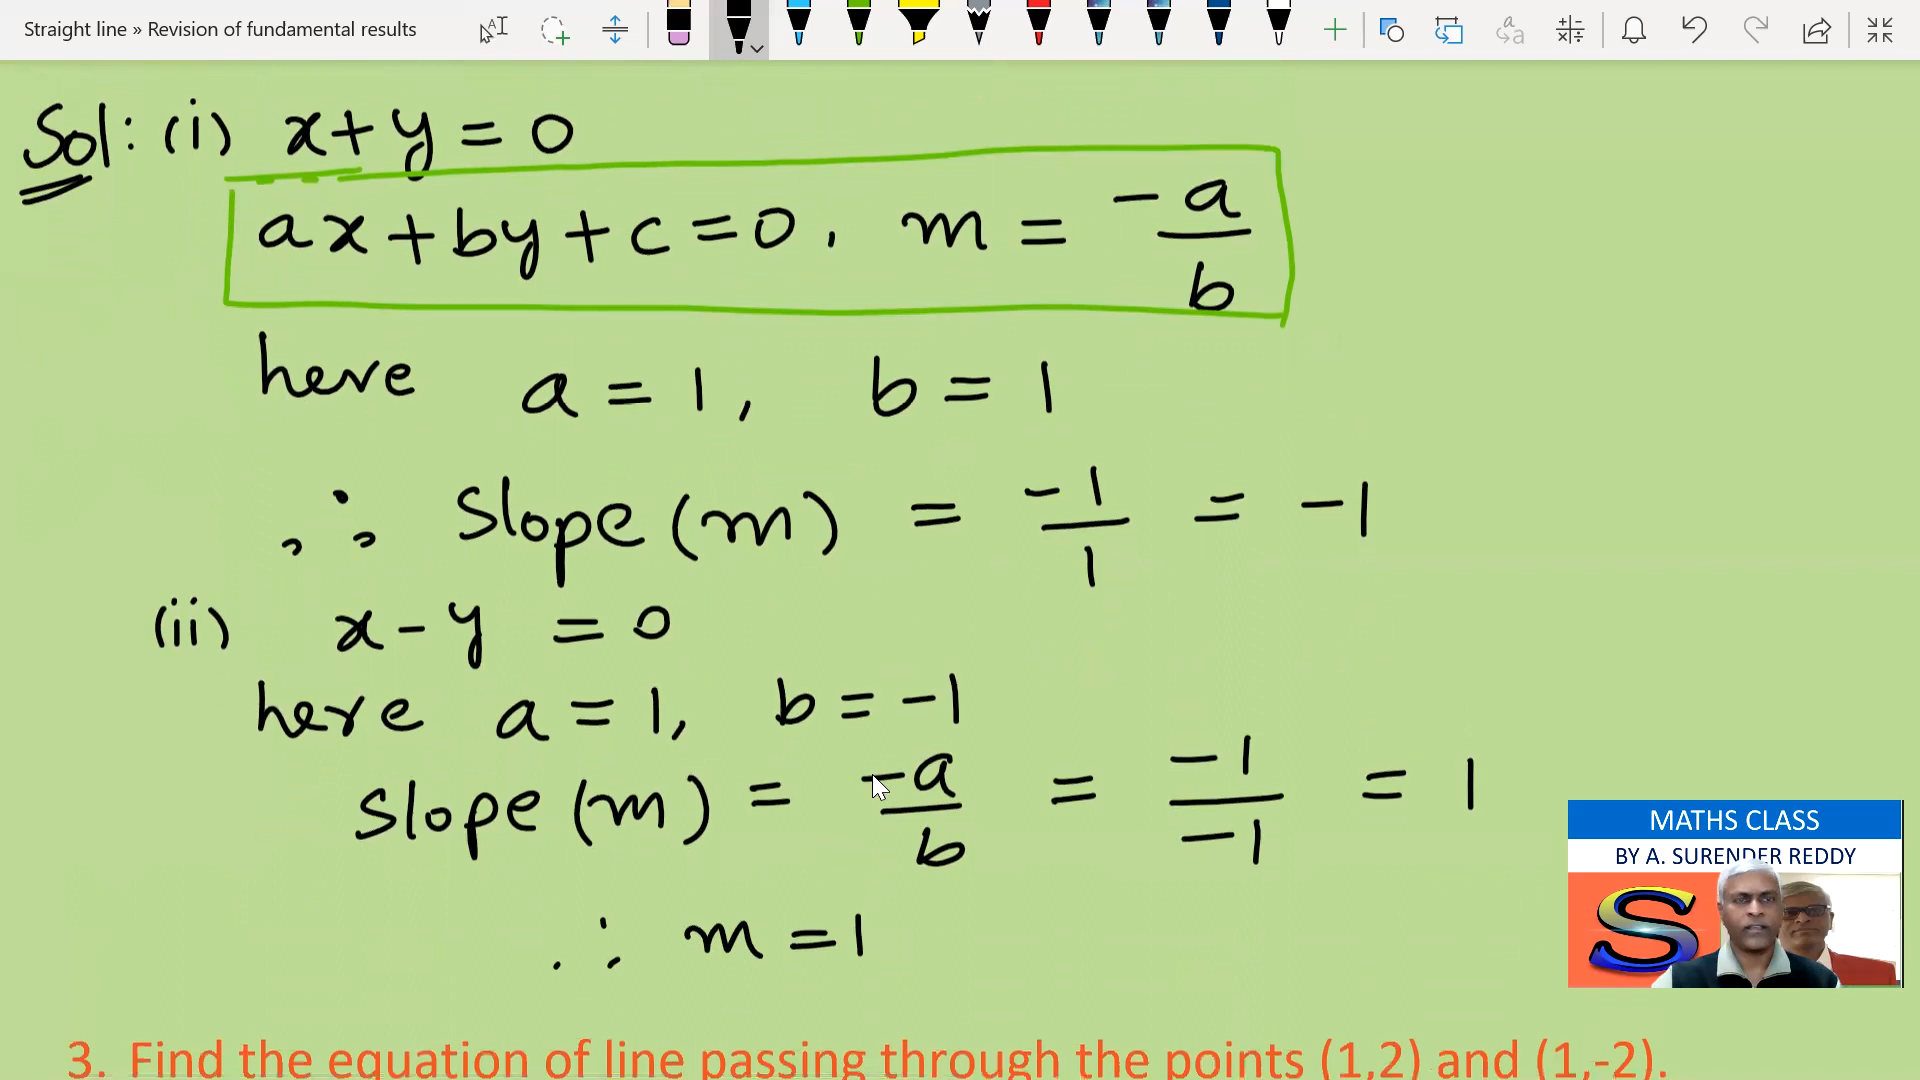 Straight line » Revision of fundamental results
Sol: (i) x+y=0
ax+by+c=0, m = -a/b
here a=1, b=1
∴ Slope (m) = -1/1 = -1
(ii) x-y = 0
here a=1, b=-1
Slope (m) = -a/b = -1/-1 = 1
∴ m=1
MATHS CLASS
BY A. SURENDER REDDY
S
3. Find the equation of line passing through the points (1,2) and (1,-2).